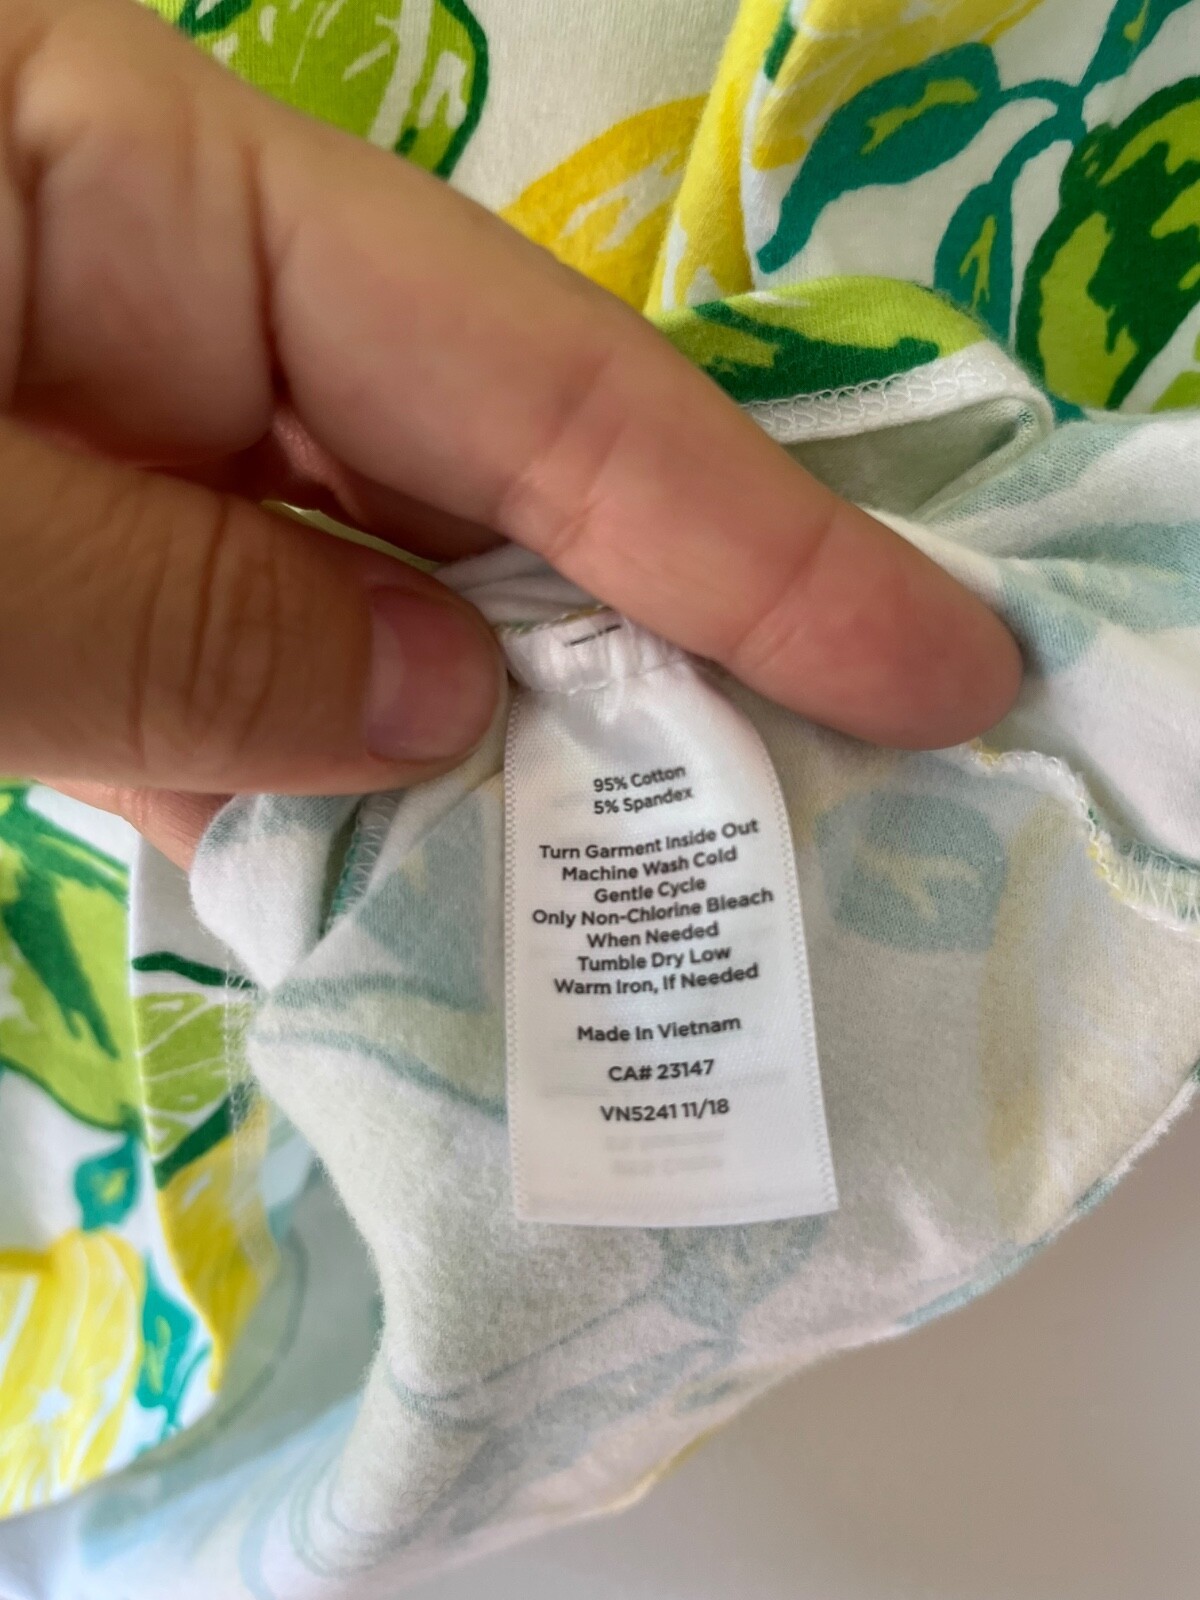 95% Cotton
5% Spandex
Turn Garment Inside Out
Machine Wash Cold
Gentle Cycle
Only Non-Chlorine Bleach
When Needed
Tumble Dry Low
Warm Iron, If Needed
Made In Vietnam
CA# 23147
VN5241 11/18